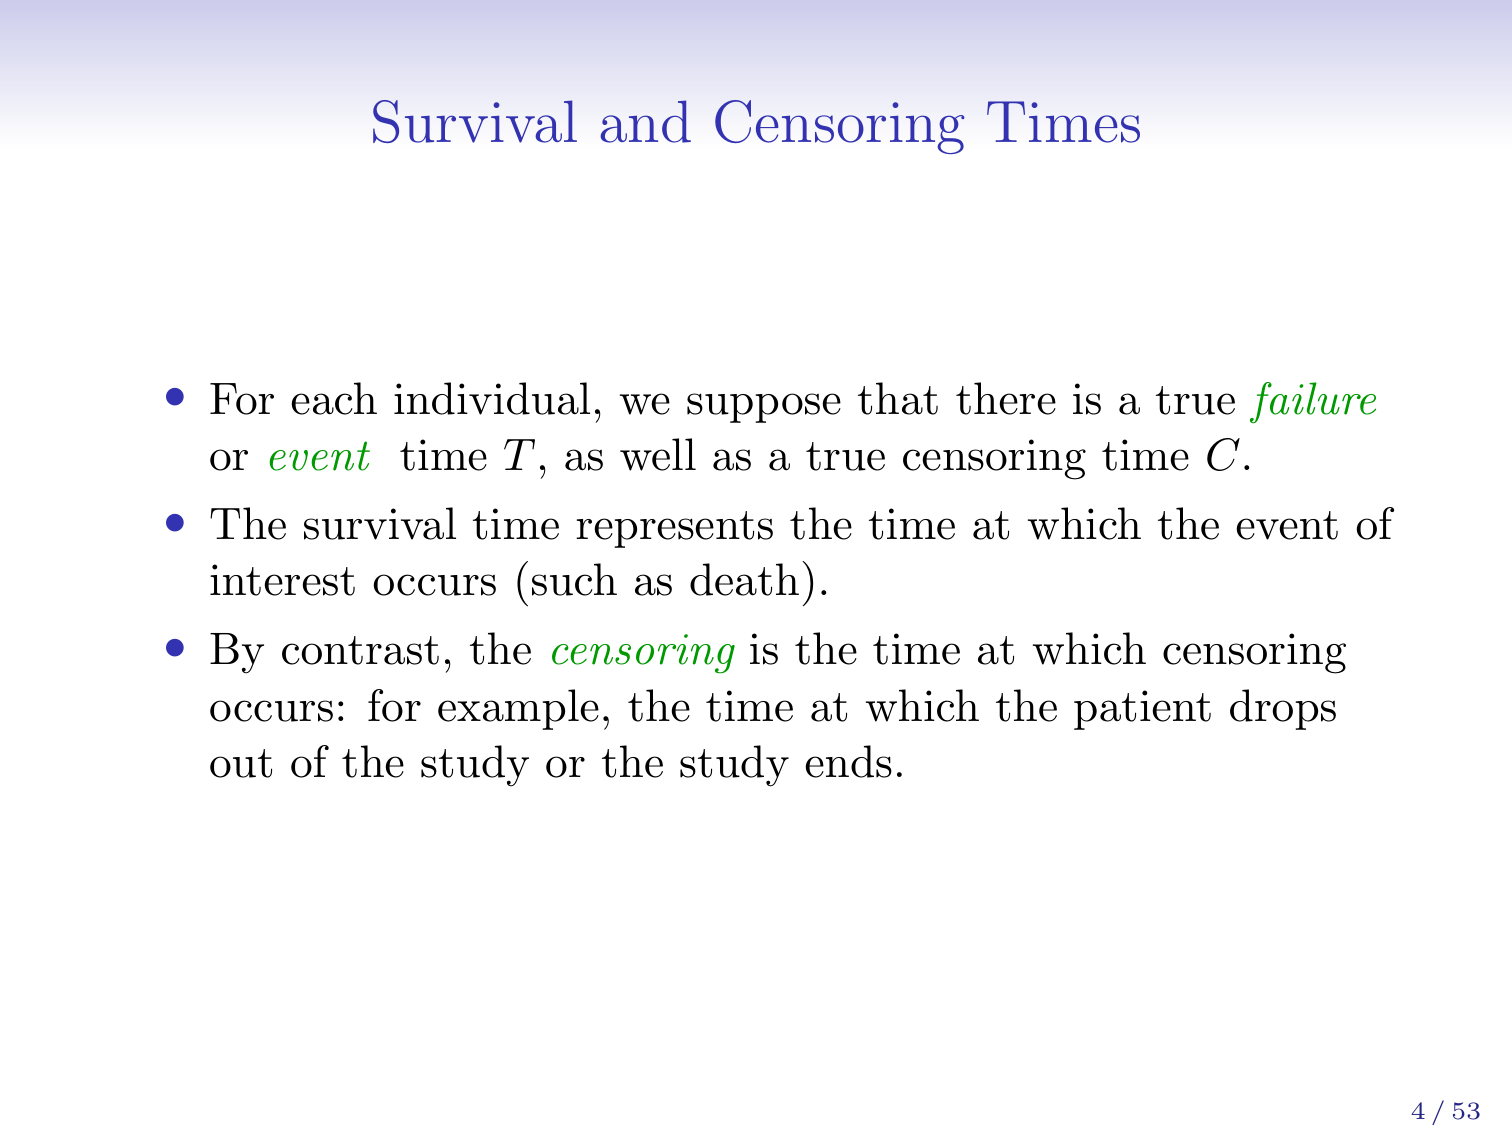 Survival and Censoring Times
• For each individual, we suppose that there is a true failure
or event time T, as well as a true censoring time C.
• The survival time represents the time at which the event of
interest occurs (such as death).
• By contrast, the censoring is the time at which censoring
occurs: for example, the time at which the patient drops
out of the study or the study ends.
4 / 53